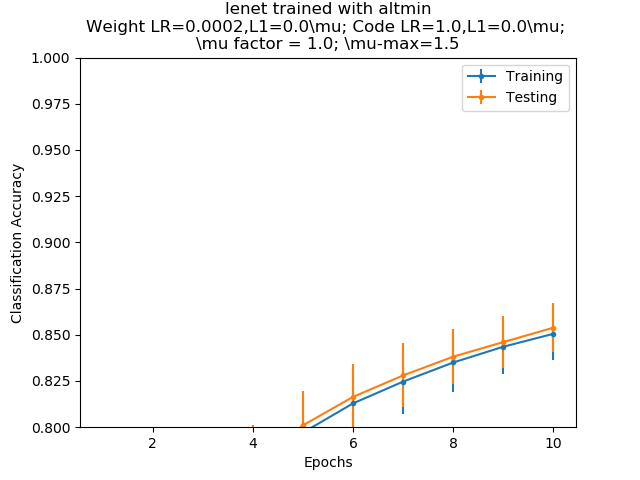 lenet trained with altmin
Weight LR=0.0002,L1=0.0\mu; Code LR=1.0,L1=0.0\mu;
\mu factor = 1.0; \mu-max=1.5
Training
Testing
Classification Accuracy
1.000
0.975
0.950
0.925
0.900
0.875
0.850
0.825
0.800
2 4 6 8 10
Epochs